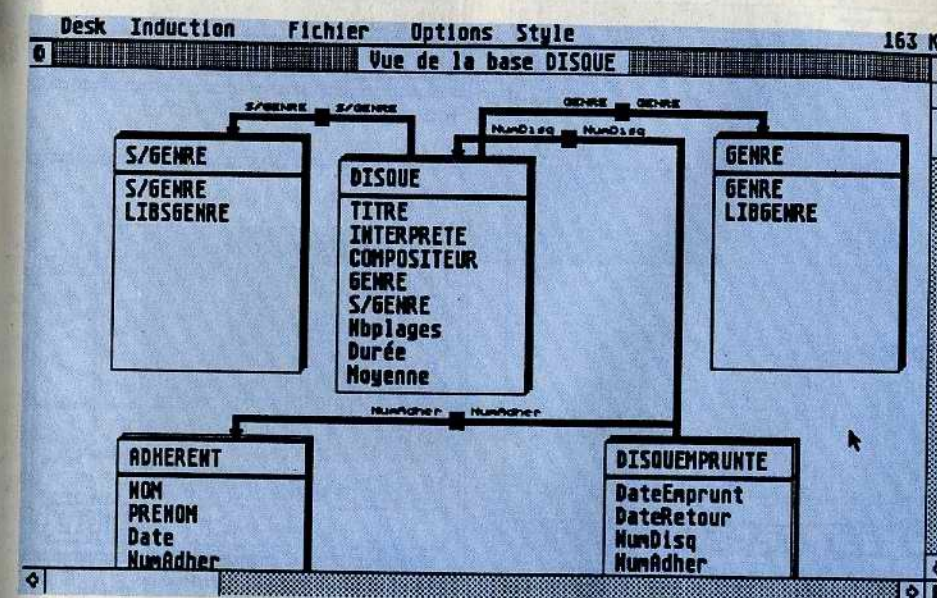 Desk Induction Fichier Options Style 163 K
Vue de la base DISQUE
S/GENRE S/GENRE
GENRE GENRE
NumDisq NumDisq
S/GENRE
S/GENRE
LIBSGENRE
DISQUE
TITRE
INTERPRETE
COMPOSITEUR
GENRE
S/GENRE
Nbplages
Durée
Moyenne
GENRE
GENRE
LIBGENRE
NumAdher NumAdher
ADHERENT
NOM
PRENOM
Date
NumAdher
DISQUEMPRUNTE
DateEmprunt
DateRetour
NumDisq
NumAdher